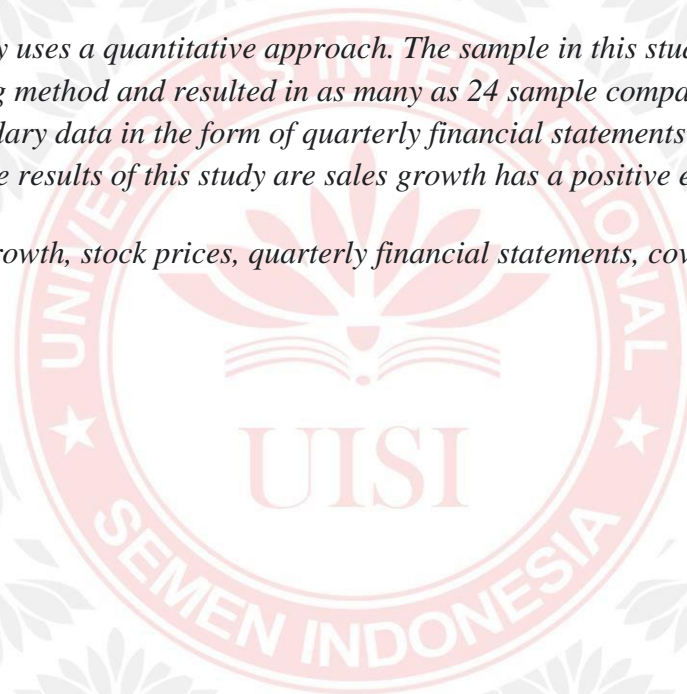 y uses a quantitative approach. The sample in this stud
g method and resulted in as many as 24 sample compa
dary data in the form of quarterly financial statements
e results of this study are sales growth has a positive e
rowth, stock prices, quarterly financial statements, cov
UNIVERSITAS INTERNASIONAL
UISI
SEMEN INDONESIA